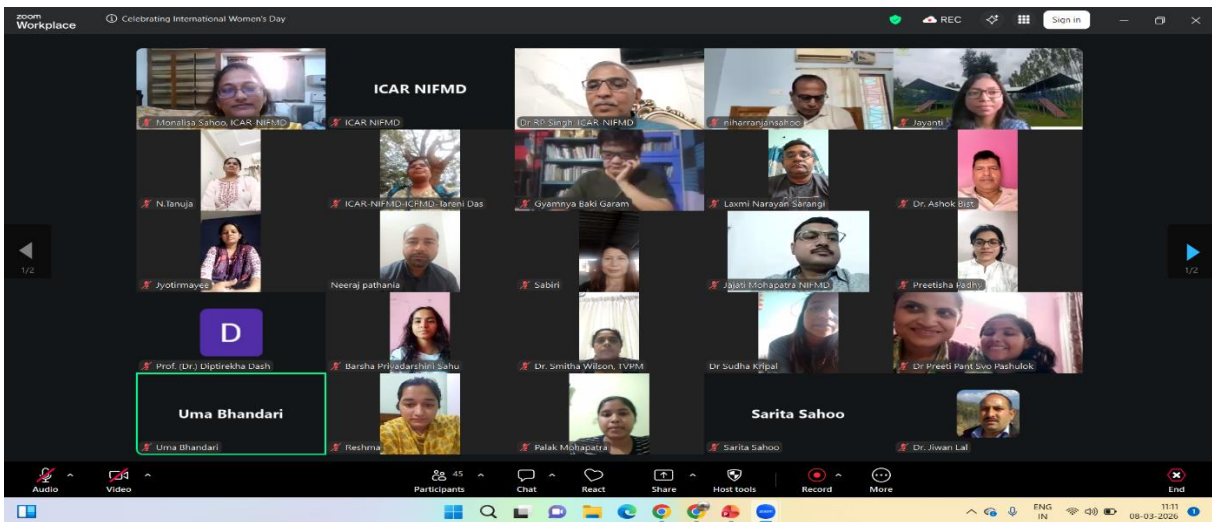 zoom
Workplace
Celebrating International Women's Day
REC
Sign in
Monalisa Sahoo, ICAR-NIFMD
ICAR NIFMD
ICAR NIFMD
Dr.RP Singh, ICAR-NIFMD
niharranjansahoo
Jayanti
N.Tanuja
ICAR-NIFMD-ICFMD-Tareni Das
Gyamnya Baki Garam
Laxmi Narayan Sarangi
Dr. Ashok Bist
Jyotirmayee
Neeraj pathania
Sabiri
Jajati Mohapatra NIFMD
Preetisha Padhy
1/2
1/2
D
Prof. (Dr.) Diptirekha Dash
Barsha Priyadarshini Sahu
Dr. Smitha Wilson, TVPM
Dr Sudha Kripal
Dr Preeti Pant Svo Pashulok
Uma Bhandari
Uma Bhandari
Reshma
Palak Mohapatra
Sarita Sahoo
Sarita Sahoo
Dr. Jiwan Lal
Audio
Video
45
Participants
Chat
React
Share
Host tools
Record
More
End
ENG
IN
11:11
08-03-2026